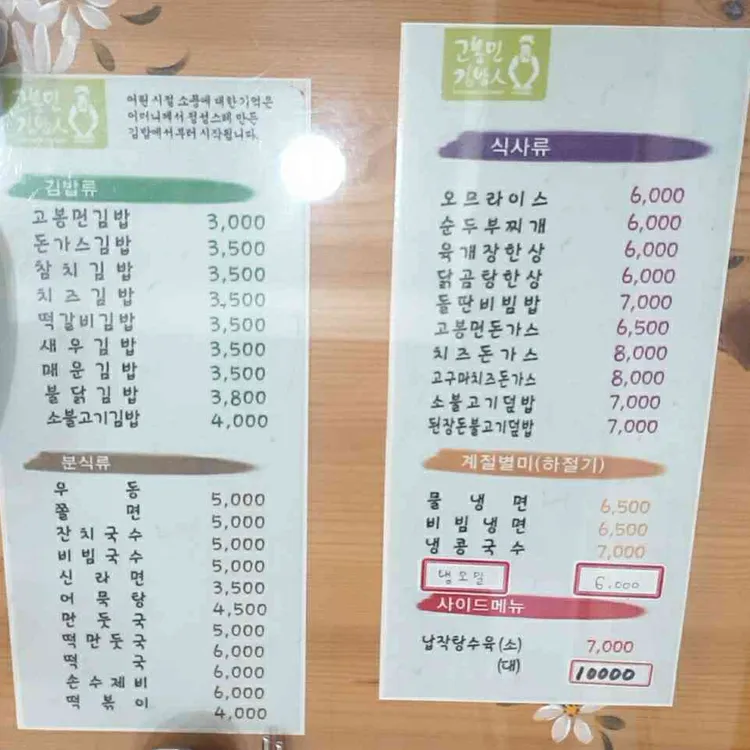 고봉민
김밥人
어린 시절 소풍에 대한 기억은
어머니께서 정성스레 만든
김밥에서부터 시작됩니다.
김밥류
고봉민김밥 3,000
돈가스김밥 3,500
참치김밥 3,500
치즈김밥 3,500
떡갈비김밥 3,500
새우김밥 3,500
매운김밥 3,500
불닭김밥 3,800
소불고기김밥 4,000
분식류
우동 5,000
쫄면 5,000
잔치국수 5,000
비빔국수 5,000
신라면 3,500
어묵탕 4,500
만둣국 5,000
떡만둣국 6,000
떡국 6,000
손수제비 6,000
떡볶이 4,000
고봉민
김밥人
식사류
오므라이스 6,000
순두부찌개 6,000
육개장한상 6,000
닭곰탕한상 6,000
돌판비빔밥 7,000
고봉민돈가스 6,500
치즈돈가스 8,000
고구마치즈돈가스 8,000
소불고기덮밥 7,000
된장돈불고기덮밥 7,000
계절별미(하절기)
물냉면 6,500
비빔냉면 6,500
냉콩국수 7,000
냉모밀 6.000
사이드메뉴
납작탕수육(소) 7,000
(대) 10000